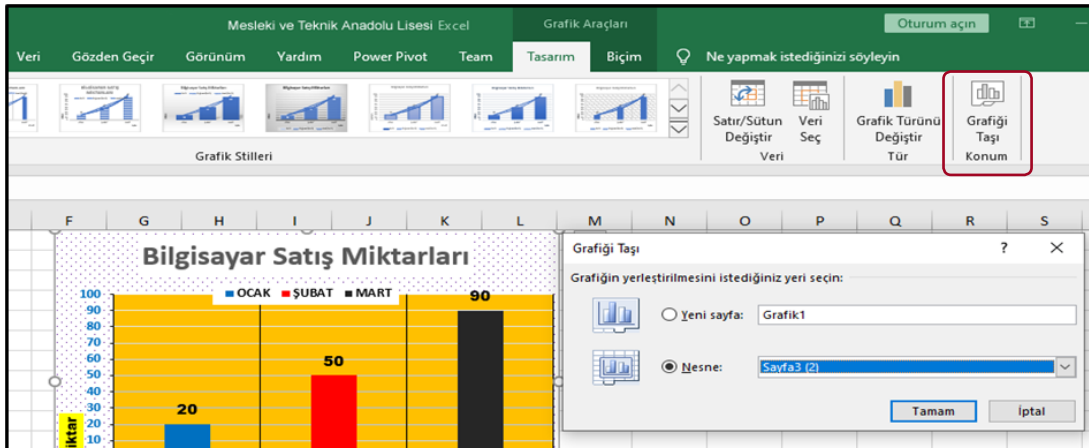 Mesleki ve Teknik Anadolu Lisesi Excel
Grafik Araçları
Oturum açın
Veri Gözden Geçir Görünüm Yardım Power Pivot Team Tasarım Biçim Ne yapmak istediğinizi söyleyin
Satır/Sütun Değiştir
Veri Seç
Grafik Türünü Değiştir
Grafiği Taşı
Grafik Stilleri
Veri
Tür
Konum
F G H I J K L M N O P Q R S
Bilgisayar Satış Miktarları
OCAK ŞUBAT MART
100
90
80
70
60
50
40
30
20
10
20
50
90
ktar
Grafiği Taşı ?
Grafiğin yerleştirilmesini istediğiniz yeri seçin:
Yeni sayfa: Grafik1
Nesne: Sayfa3 (2)
Tamam İptal